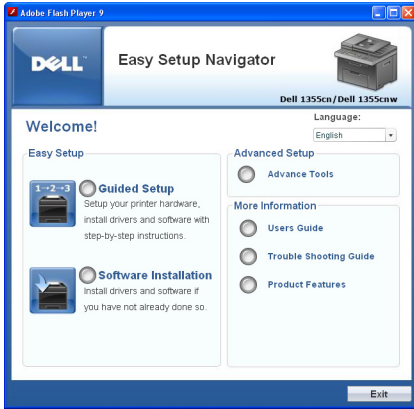 Adobe Flash Player 9
DELL
Easy Setup Navigator
Dell 1355cn/Dell 1355cnw
Welcome!
Language:
English
Easy Setup
1→2→3
Guided Setup
Setup your printer hardware,
install drivers and software with
step-by-step instructions.
Software Installation
Install drivers and software if
you have not already done so.
Advanced Setup
Advance Tools
More Information
Users Guide
Trouble Shooting Guide
Product Features
Exit